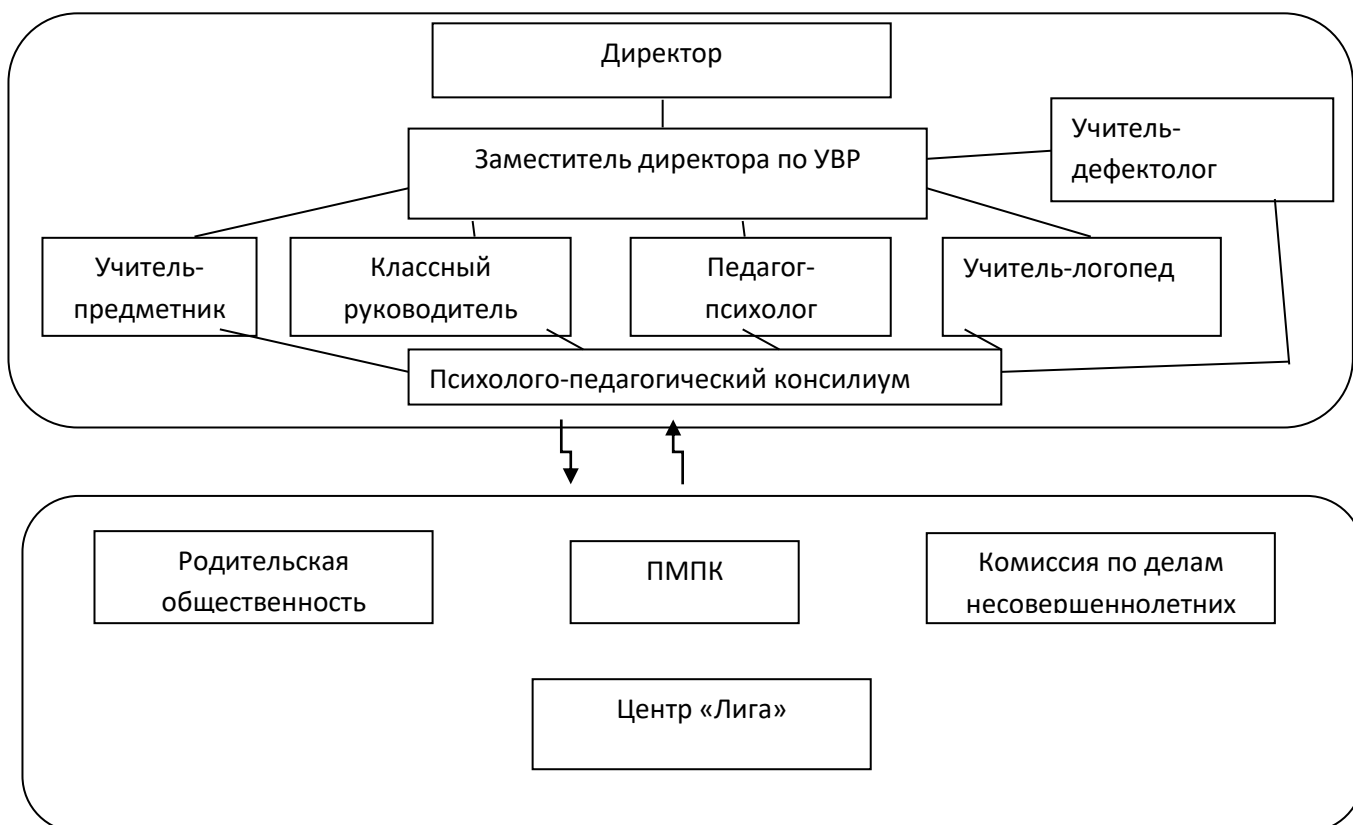 Директор
Заместитель директора по УВР
Учитель-
дефектолог
Учитель-
предметник
Классный
руководитель
Педагог-
психолог
Учитель-логопед
Психолого-педагогический консилиум
Родительская
общественность
ПМПК
Комиссия по делам
несовершеннолетних
Центр «Лига»